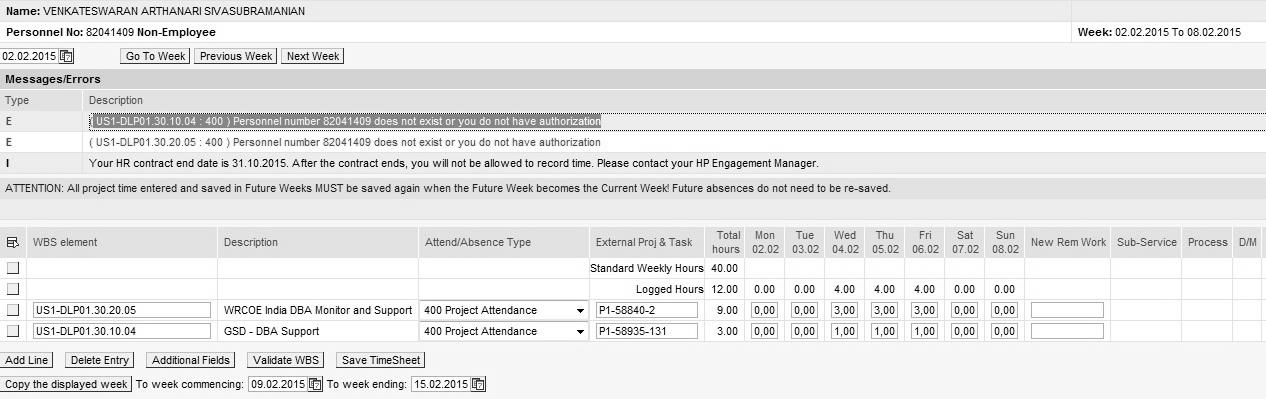 Name: VENKATESWARAN ARTHANARI SIVASUBRAMANIAN
Personnel No: 82041409 Non-Employee Week: 02.02.2015 To 08.02.2015
02.02.2015 Go To Week Previous Week Next Week
Messages/Errors
Type Description
E ( US1-DLP01.30.10.04 : 400 ) Personnel number 82041409 does not exist or you do not have authorization
E ( US1-DLP01.30.20.05 : 400 ) Personnel number 82041409 does not exist or you do not have authorization
I Your HR contract end date is 31.10.2015. After the contract ends, you will not be allowed to record time. Please contact your HP Engagement Manager.
ATTENTION: All project time entered and saved in Future Weeks MUST be saved again when the Future Week becomes the Current Week! Future absences do not need to be re-saved.
WBS element Description Attend/Absence Type External Proj & Task Total hours Mon 02.02 Tue 03.02 Wed 04.02 Thu 05.02 Fri 06.02 Sat 07.02 Sun 08.02 New Rem Work Sub-Service Process D/M
Standard Weekly Hours 40.00
Logged Hours 12.00 0.00 0.00 4.00 4.00 4.00 0.00 0.00
US1-DLP01.30.20.05 WRCOE India DBA Monitor and Support 400 Project Attendance P1-58840-2 9.00 0,00 0,00 3,00 3,00 3,00 0,00 0,00
US1-DLP01.30.10.04 GSD - DBA Support 400 Project Attendance P1-58935-131 3.00 0,00 0,00 1,00 1,00 1,00 0,00 0,00
Add Line Delete Entry Additional Fields Validate WBS Save TimeSheet
Copy the displayed week To week commencing: 09.02.2015 To week ending: 15.02.2015